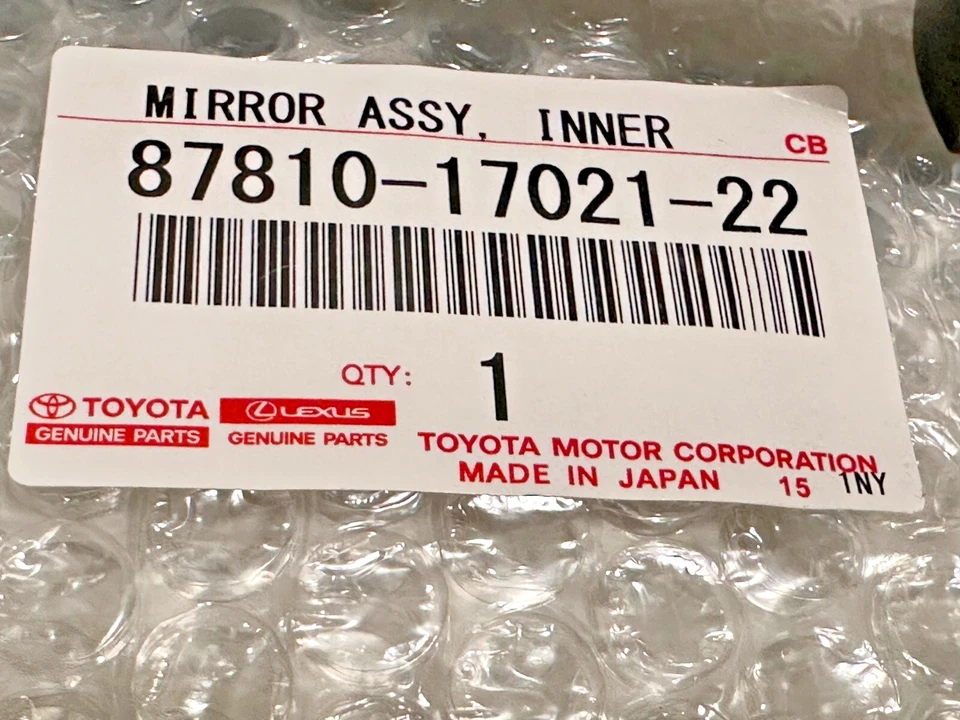 MIRROR ASSY, INNER
CB
87810-17021-22
QTY: 1
TOYOTA
GENUINE PARTS
LEXUS
GENUINE PARTS
TOYOTA MOTOR CORPORATION
MADE IN JAPAN 15 1NY